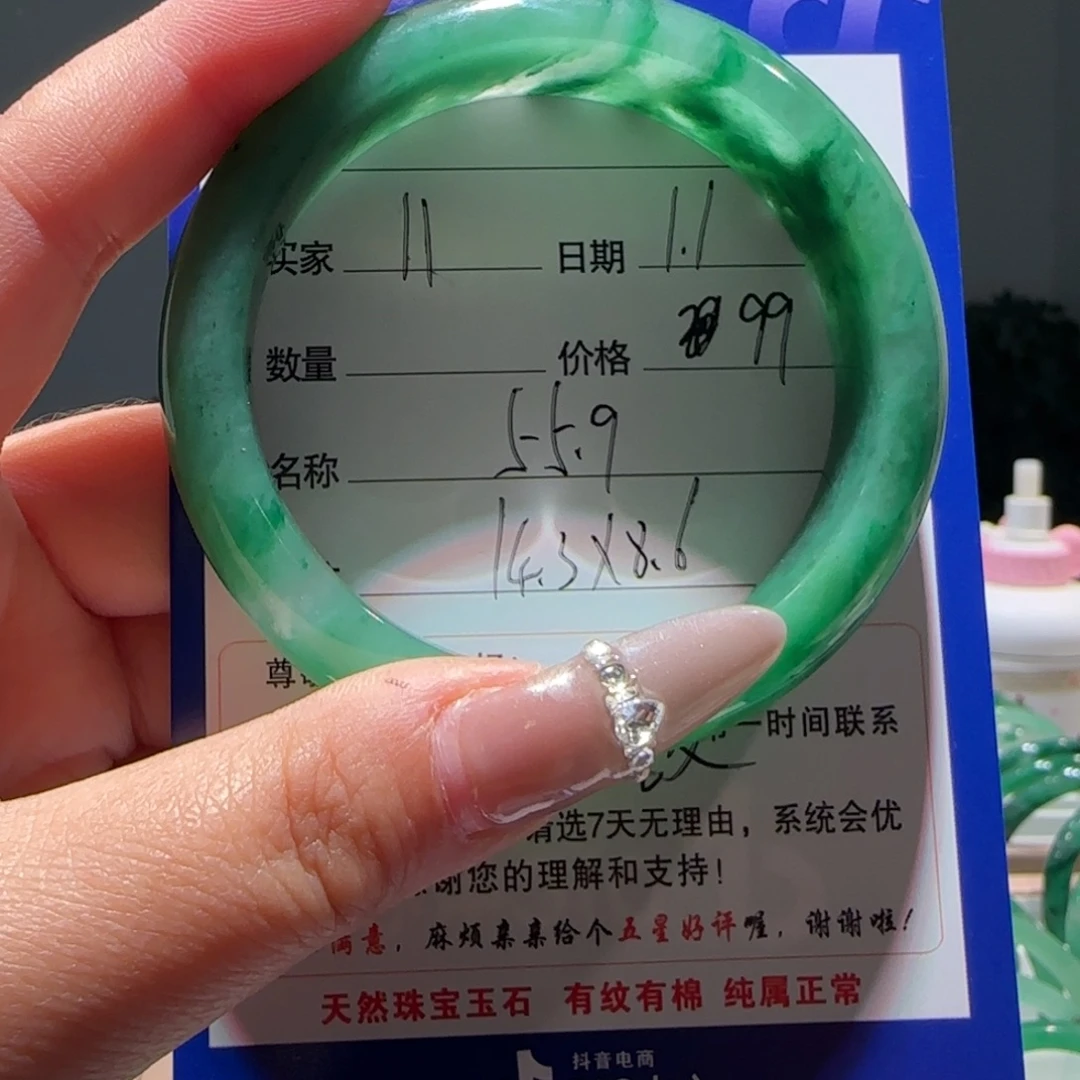 买家 11 日期 1.1
数量 价格 99
名称 55.9
14.3X8.6
尊
一时间联系
请选7天无理由，系统会优
谢您的理解和支持！
满意，麻烦亲亲给个五星好评喔，谢谢啦！
天然珠宝玉石 有纹有棉 纯属正常
抖音电商